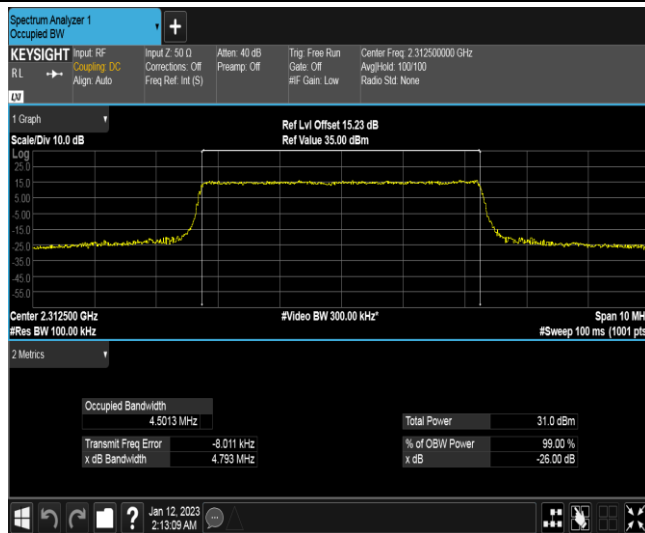 Spectrum Analyzer 1
Occupied BW
+
KEYSIGHT Input: RF Input Z: 50 Ω Atten: 40 dB Trig: Free Run Center Freq: 2.312500000 GHz
RL Coupling: DC Corrections: Off Preamp: Off Gate: Off Avg|Hold: 100/100
Align: Auto Freq Ref: Int (S) #IF Gain: Low Radio Std: None
1 Graph
Ref Lvl Offset 15.23 dB
Scale/Div 10.0 dB Ref Value 35.00 dBm
Log
25.0
15.0
5.00
-5.00
-15.0
-25.0
-35.0
-45.0
-55.0
Center 2.312500 GHz #Video BW 300.00 kHz* Span 10 MH
#Res BW 100.00 kHz #Sweep 100 ms (1001 pts
2 Metrics
Occupied Bandwidth
4.5013 MHz Total Power 31.0 dBm
Transmit Freq Error -8.011 kHz % of OBW Power 99.00 %
x dB Bandwidth 4.793 MHz x dB -26.00 dB
? Jan 12, 2023
2:13:09 AM